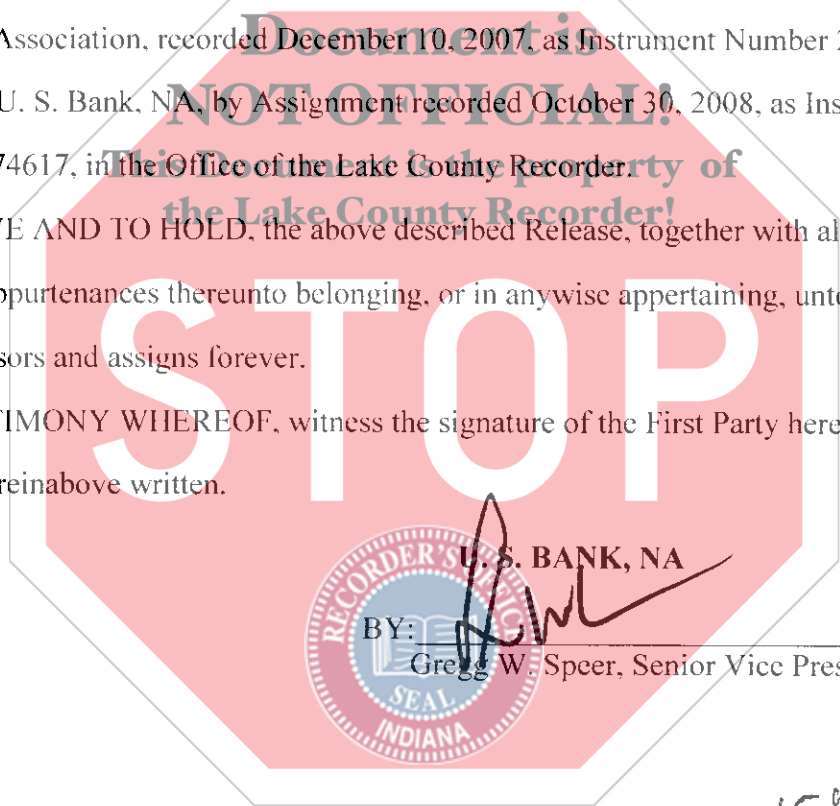 Document is
Association, recorded December 10, 2007, as Instrument Number
NOT OFFICIAL!
U. S. Bank, NA, by Assignment recorded October 30, 2008, as Ins
This Document is the property of
74617, in the Office of the Lake County Recorder.
the Lake County Recorder!
E AND TO HOLD, the above described Release, together with al
purtenances thereunto belonging, or in anywise appertaining, unt
sors and assigns forever.
TIMONY WHEREOF, witness the signature of the First Party here
reinabove written.
STOP
U. S. BANK, NA
BY:
Gregg W. Speer, Senior Vice Pres
RECORDER'S OFFICE
SEAL
INDIANA